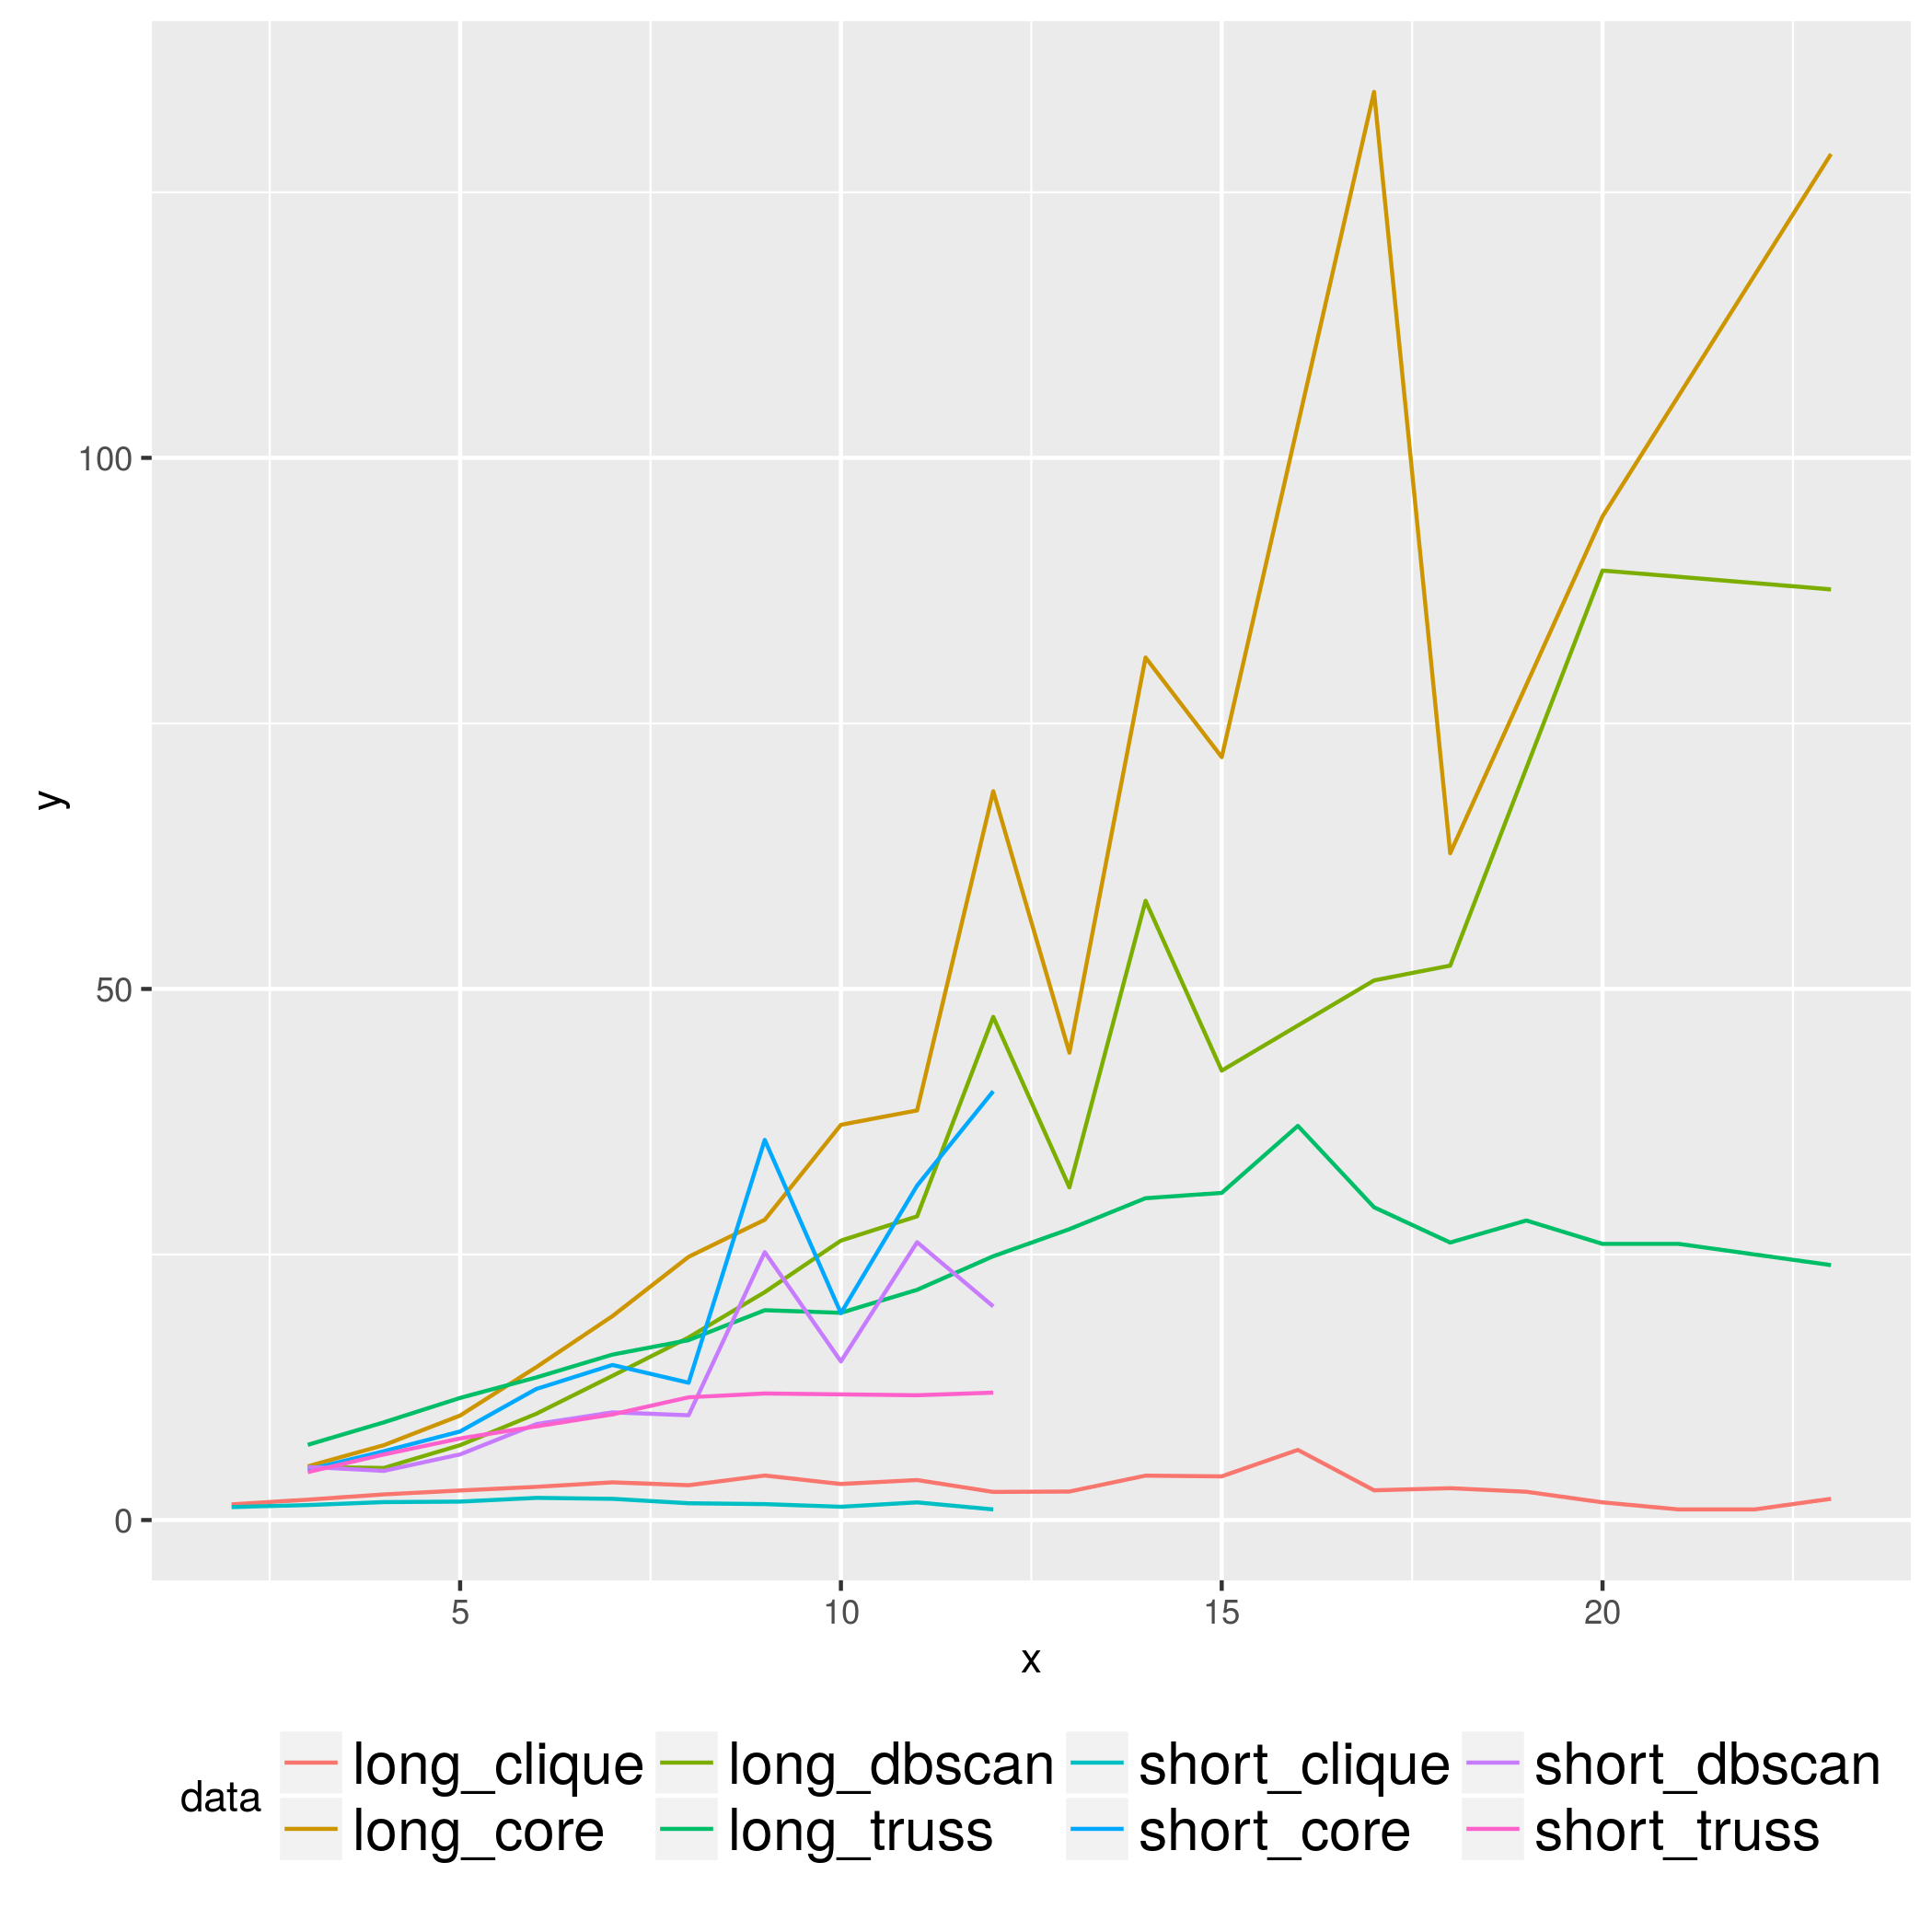 100
50
0
y
5 10 15 20
x
data
long_clique long_dbscan short_clique short_dbscan
long_core long_truss short_core short_truss